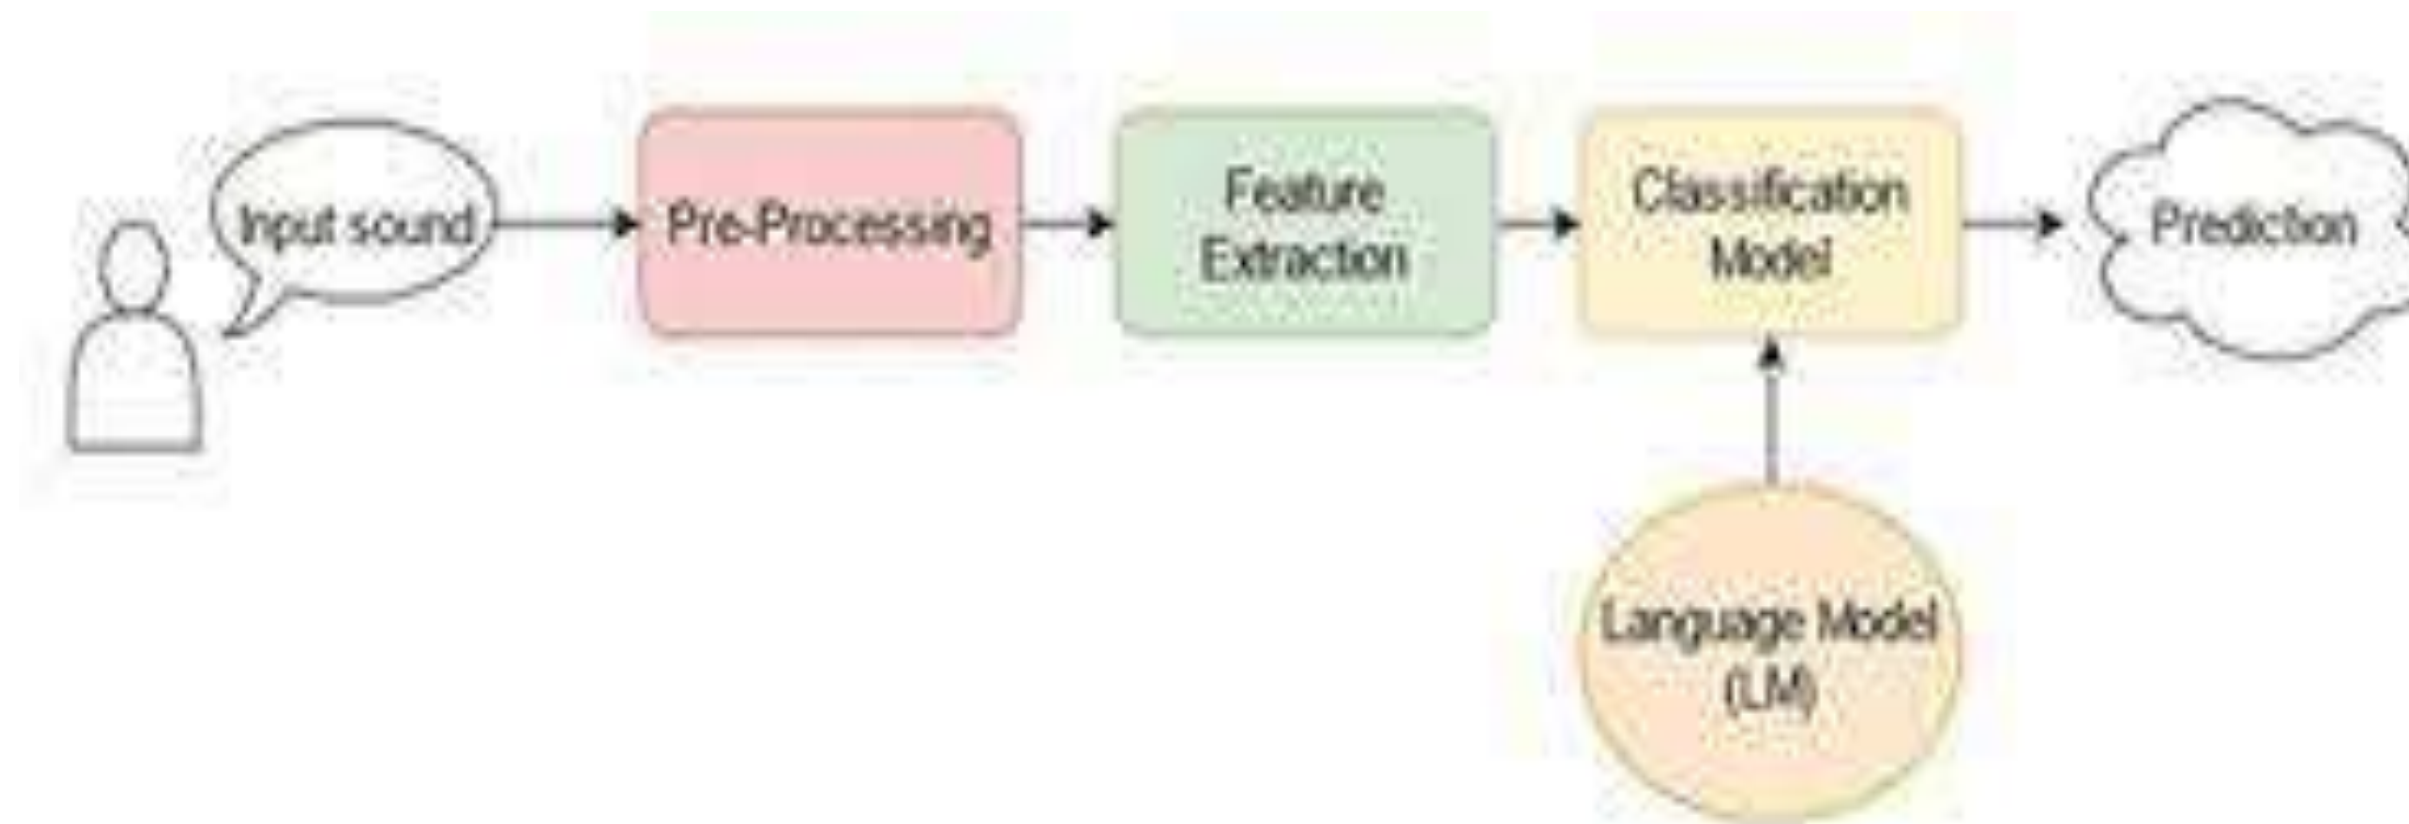 Input sound
Pre-Processing
Feature
Extraction
Classification
Model
Prediction
Language Model
(LM)